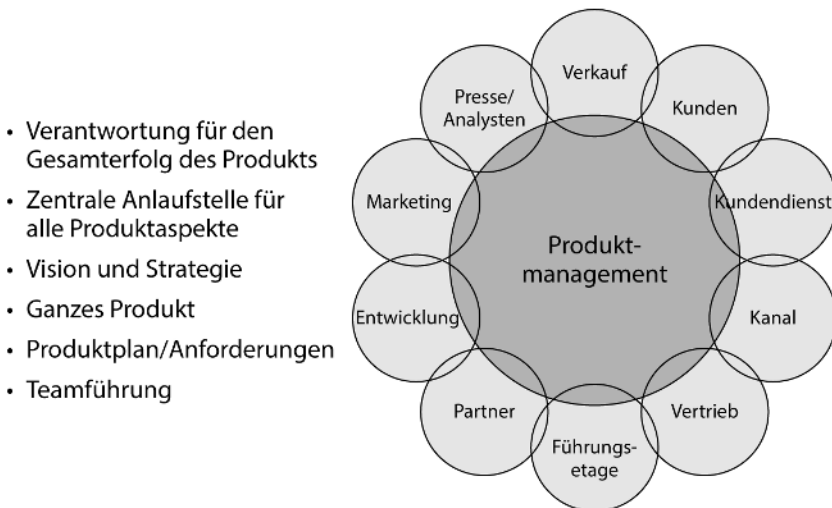 • Verantwortung für den
Gesamterfolg des Produkts
• Zentrale Anlaufstelle für
alle Produktaspekte
• Vision und Strategie
• Ganzes Produkt
• Produktplan/Anforderungen
• Teamführung
Verkauf
Kunden
Kundendienst
Kanal
Vertrieb
Führungs-
etage
Partner
Entwicklung
Marketing
Presse/
Analysten
Produkt-
management